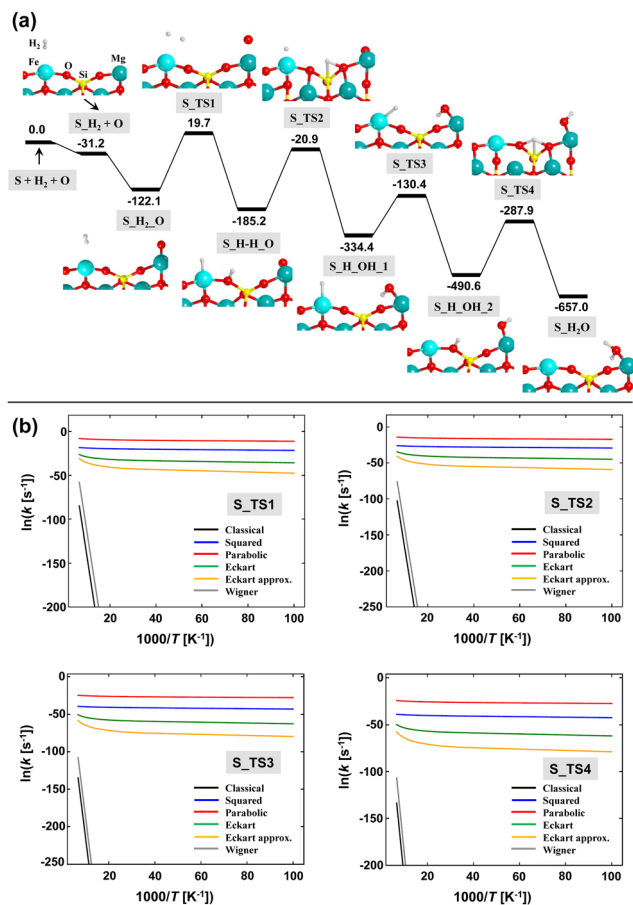 (a)
H₂
Fe
O
Si
Mg
S_H₂ + O
0.0
-31.2
S + H₂ + O
-122.1
S_H₂_O
S_TS1
19.7
-185.2
S_H-H_O
S_TS2
-20.9
-334.4
S_H_OH_1
S_TS3
-130.4
-490.6
S_H_OH_2
S_TS4
-287.9
-657.0
S_H₂O
(b)
ln(k [s⁻¹])
0
-50
-100
-150
-200
20 40 60 80 100
1000/T [K⁻¹]
S_TS1
Classical
Squared
Parabolic
Eckart
Eckart approx.
Wigner
ln(k [s⁻¹])
0
-50
-100
-150
-200
-250
20 40 60 80 100
1000/T [K⁻¹]
S_TS2
Classical
Squared
Parabolic
Eckart
Eckart approx.
Wigner
ln(k [s⁻¹])
0
-50
-100
-150
-200
-250
20 40 60 80 100
1000/T [K⁻¹]
S_TS3
Classical
Squared
Parabolic
Eckart
Eckart approx.
Wigner
ln(k [s⁻¹])
0
-50
-100
-150
-200
20 40 60 80 100
1000/T [K⁻¹]
S_TS4
Classical
Squared
Parabolic
Eckart
Eckart approx.
Wigner